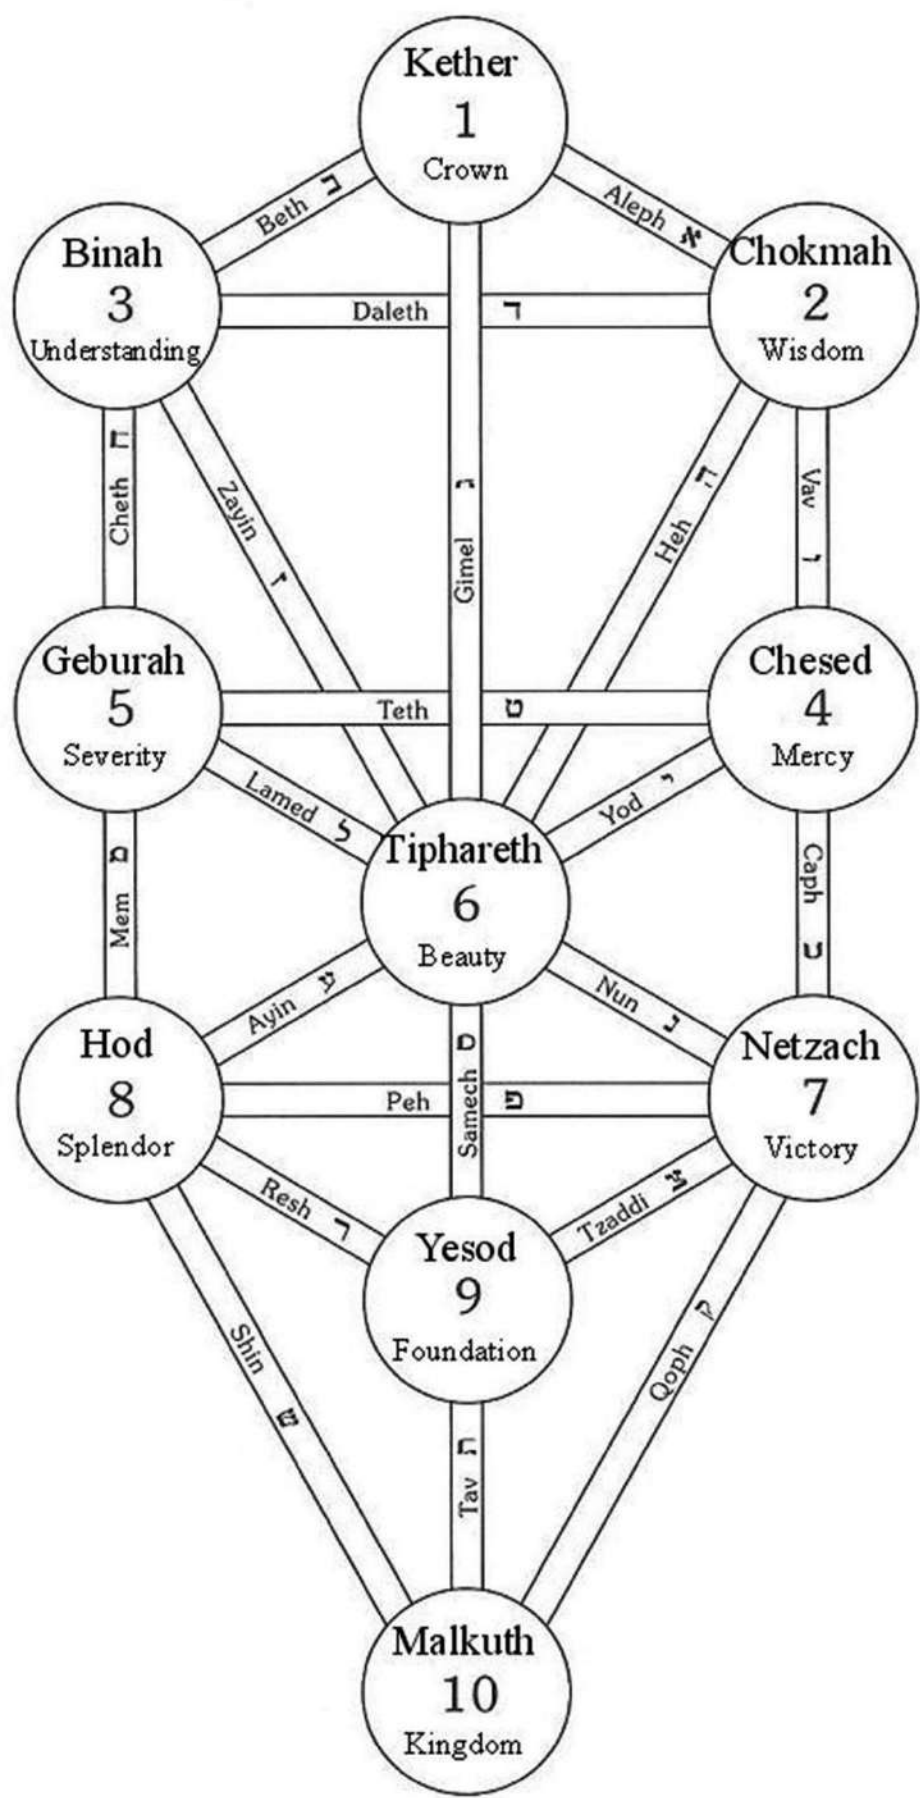 Kether
1
Crown
Beth ב
Aleph א
Binah
3
Understanding
Chokmah
2
Wisdom
Daleth ד
Cheth ח
Zayin ז
Gimel ג
Heh ה
Vav ו
Geburah
5
Severity
Chesed
4
Mercy
Teth ט
Lamed ל
Yod י
Tiphareth
6
Beauty
Mem מ
Caph כ
Ayin ע
Nun נ
Samech ס
Hod
8
Splendor
Netzach
7
Victory
Peh פ
Resh ר
Tzaddi צ
Yesod
9
Foundation
Shin ש
Qoph ק
Tav ת
Malkuth
10
Kingdom